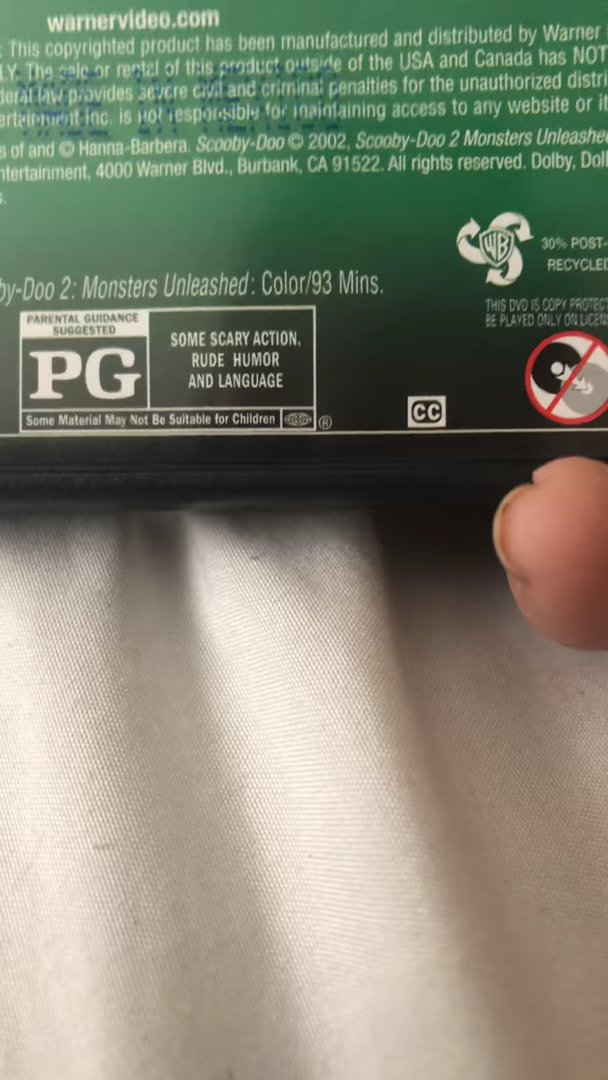 warnervideo.com
This copyrighted product has been manufactured and distributed by Warner
LY. The sale or rental of this product outside of the USA and Canada has NOT
provides severe civil and criminal penalties for the unauthorized distri
Inc. is not responsible for maintaining access to any website or
s of and © Hanna-Barbera. Scooby-Doo © 2002, Scooby-Doo 2 Monsters Unleashe
ntertainment, 4000 Warner Blvd., Burbank, CA 91522. All rights reserved. Dolby, Dol
s.
WB
30% POST-
RECYCLED
by-Doo 2: Monsters Unleashed: Color/93 Mins.
THIS DVD IS COPY PROTEC
BE PLAYED ONLY ON LICEN
PARENTAL GUIDANCE
SUGGESTED
PG
SOME SCARY ACTION,
RUDE HUMOR
AND LANGUAGE
Some Material May Not Be Suitable for Children
®
CC